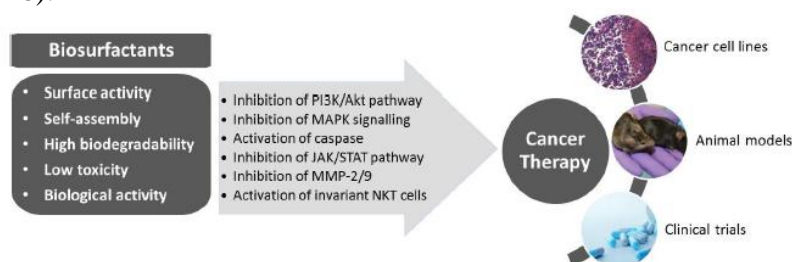 Biosurfactants
• Surface activity
• Self-assembly
• High biodegradability
• Low toxicity
• Biological activity
• Inhibition of PI3K/Akt pathway
• Inhibition of MAPK signalling
• Activation of caspase
• Inhibition of JAK/STAT pathway
• Inhibition of MMP-2/9
• Activation of invariant NKT cells
Cancer
Therapy
Cancer cell lines
Animal models
Clinical trials